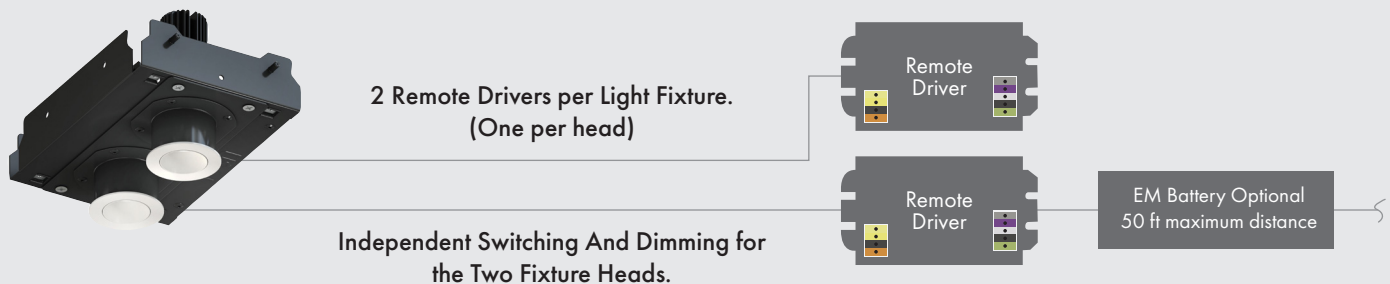 2 Remote Drivers per Light Fixture.
(One per head)
Remote
Driver
Remote
Driver
EM Battery Optional
50 ft maximum distance
Independent Switching And Dimming for
the Two Fixture Heads.